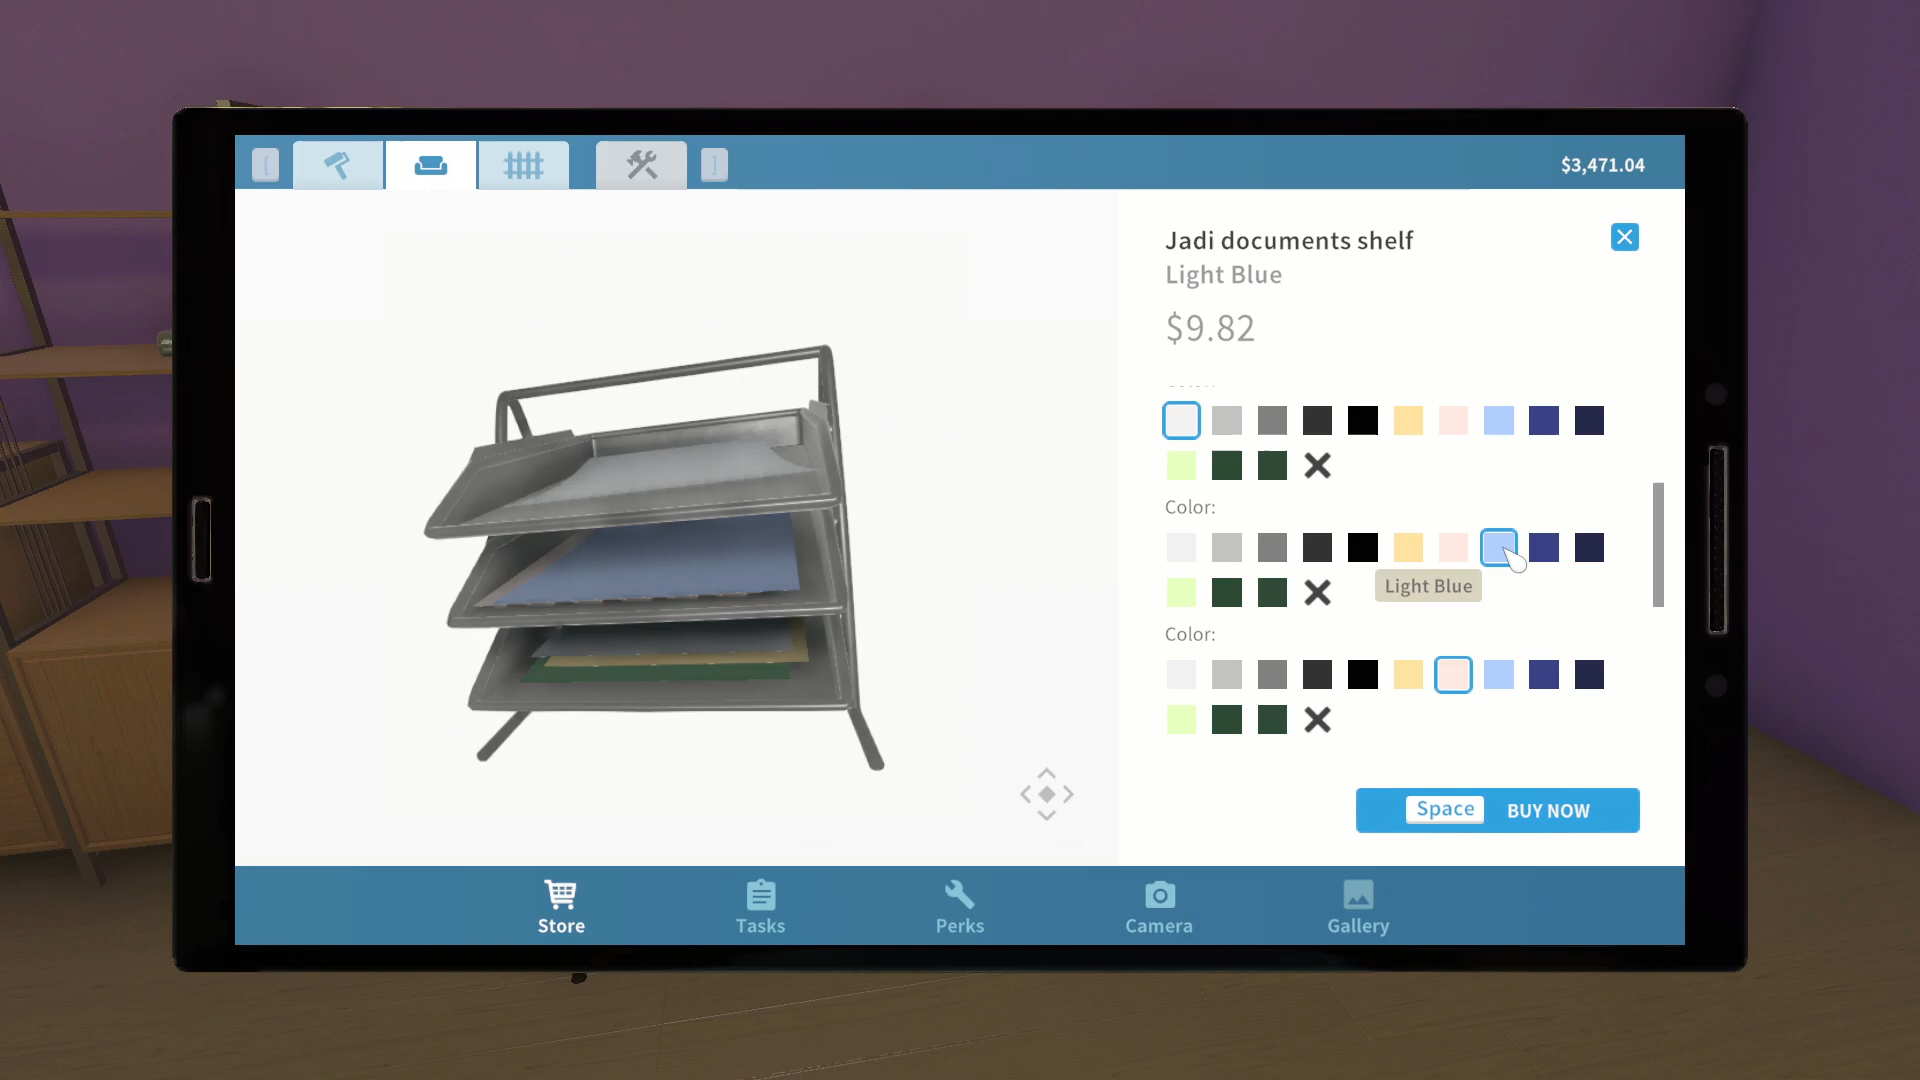 [
]
$3,471.04
Jadi documents shelf
Light Blue
$9.82
Color:
Light Blue
Color:
Space
BUY NOW
Store
Tasks
Perks
Camera
Gallery